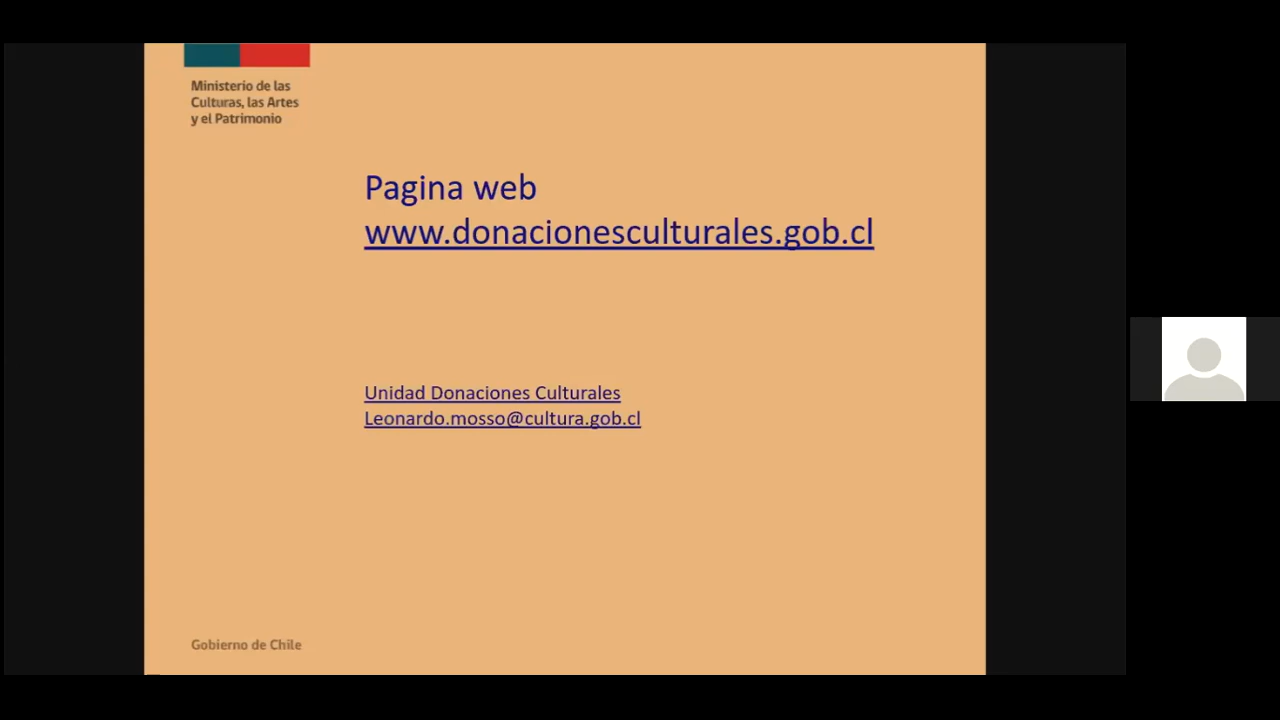 Ministerio de las
Culturas, las Artes
y el Patrimonio
Pagina web
www.donacionesculturales.gob.cl
Unidad Donaciones Culturales
Leonardo.mosso@cultura.gob.cl
Gobierno de Chile